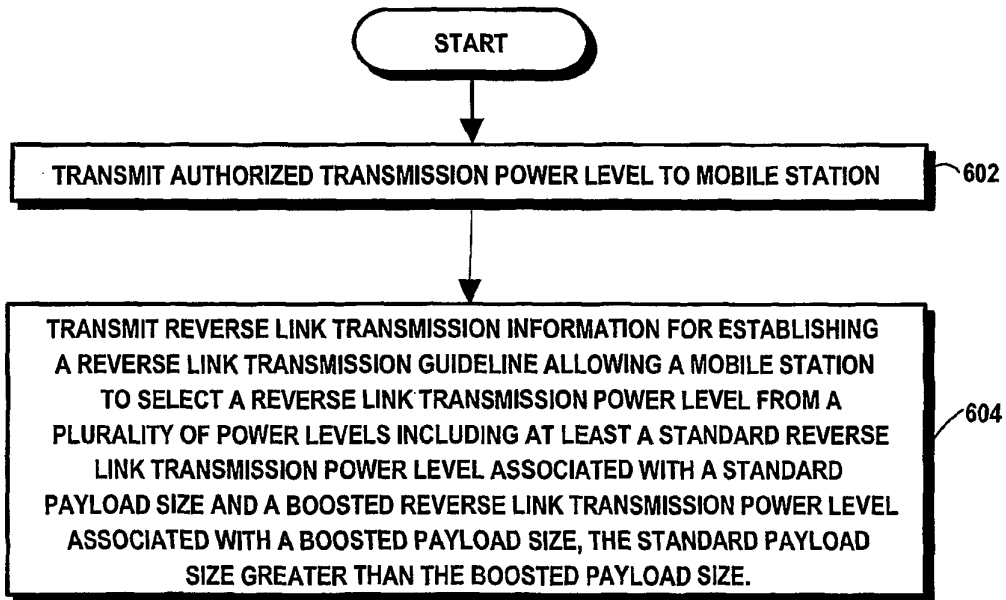 START
TRANSMIT AUTHORIZED TRANSMISSION POWER LEVEL TO MOBILE STATION
602
TRANSMIT REVERSE LINK TRANSMISSION INFORMATION FOR ESTABLISHING
A REVERSE LINK TRANSMISSION GUIDELINE ALLOWING A MOBILE STATION
TO SELECT A REVERSE LINK TRANSMISSION POWER LEVEL FROM A
PLURALITY OF POWER LEVELS INCLUDING AT LEAST A STANDARD REVERSE
LINK TRANSMISSION POWER LEVEL ASSOCIATED WITH A STANDARD
PAYLOAD SIZE AND A BOOSTED REVERSE LINK TRANSMISSION POWER LEVEL
ASSOCIATED WITH A BOOSTED PAYLOAD SIZE, THE STANDARD PAYLOAD
SIZE GREATER THAN THE BOOSTED PAYLOAD SIZE.
604